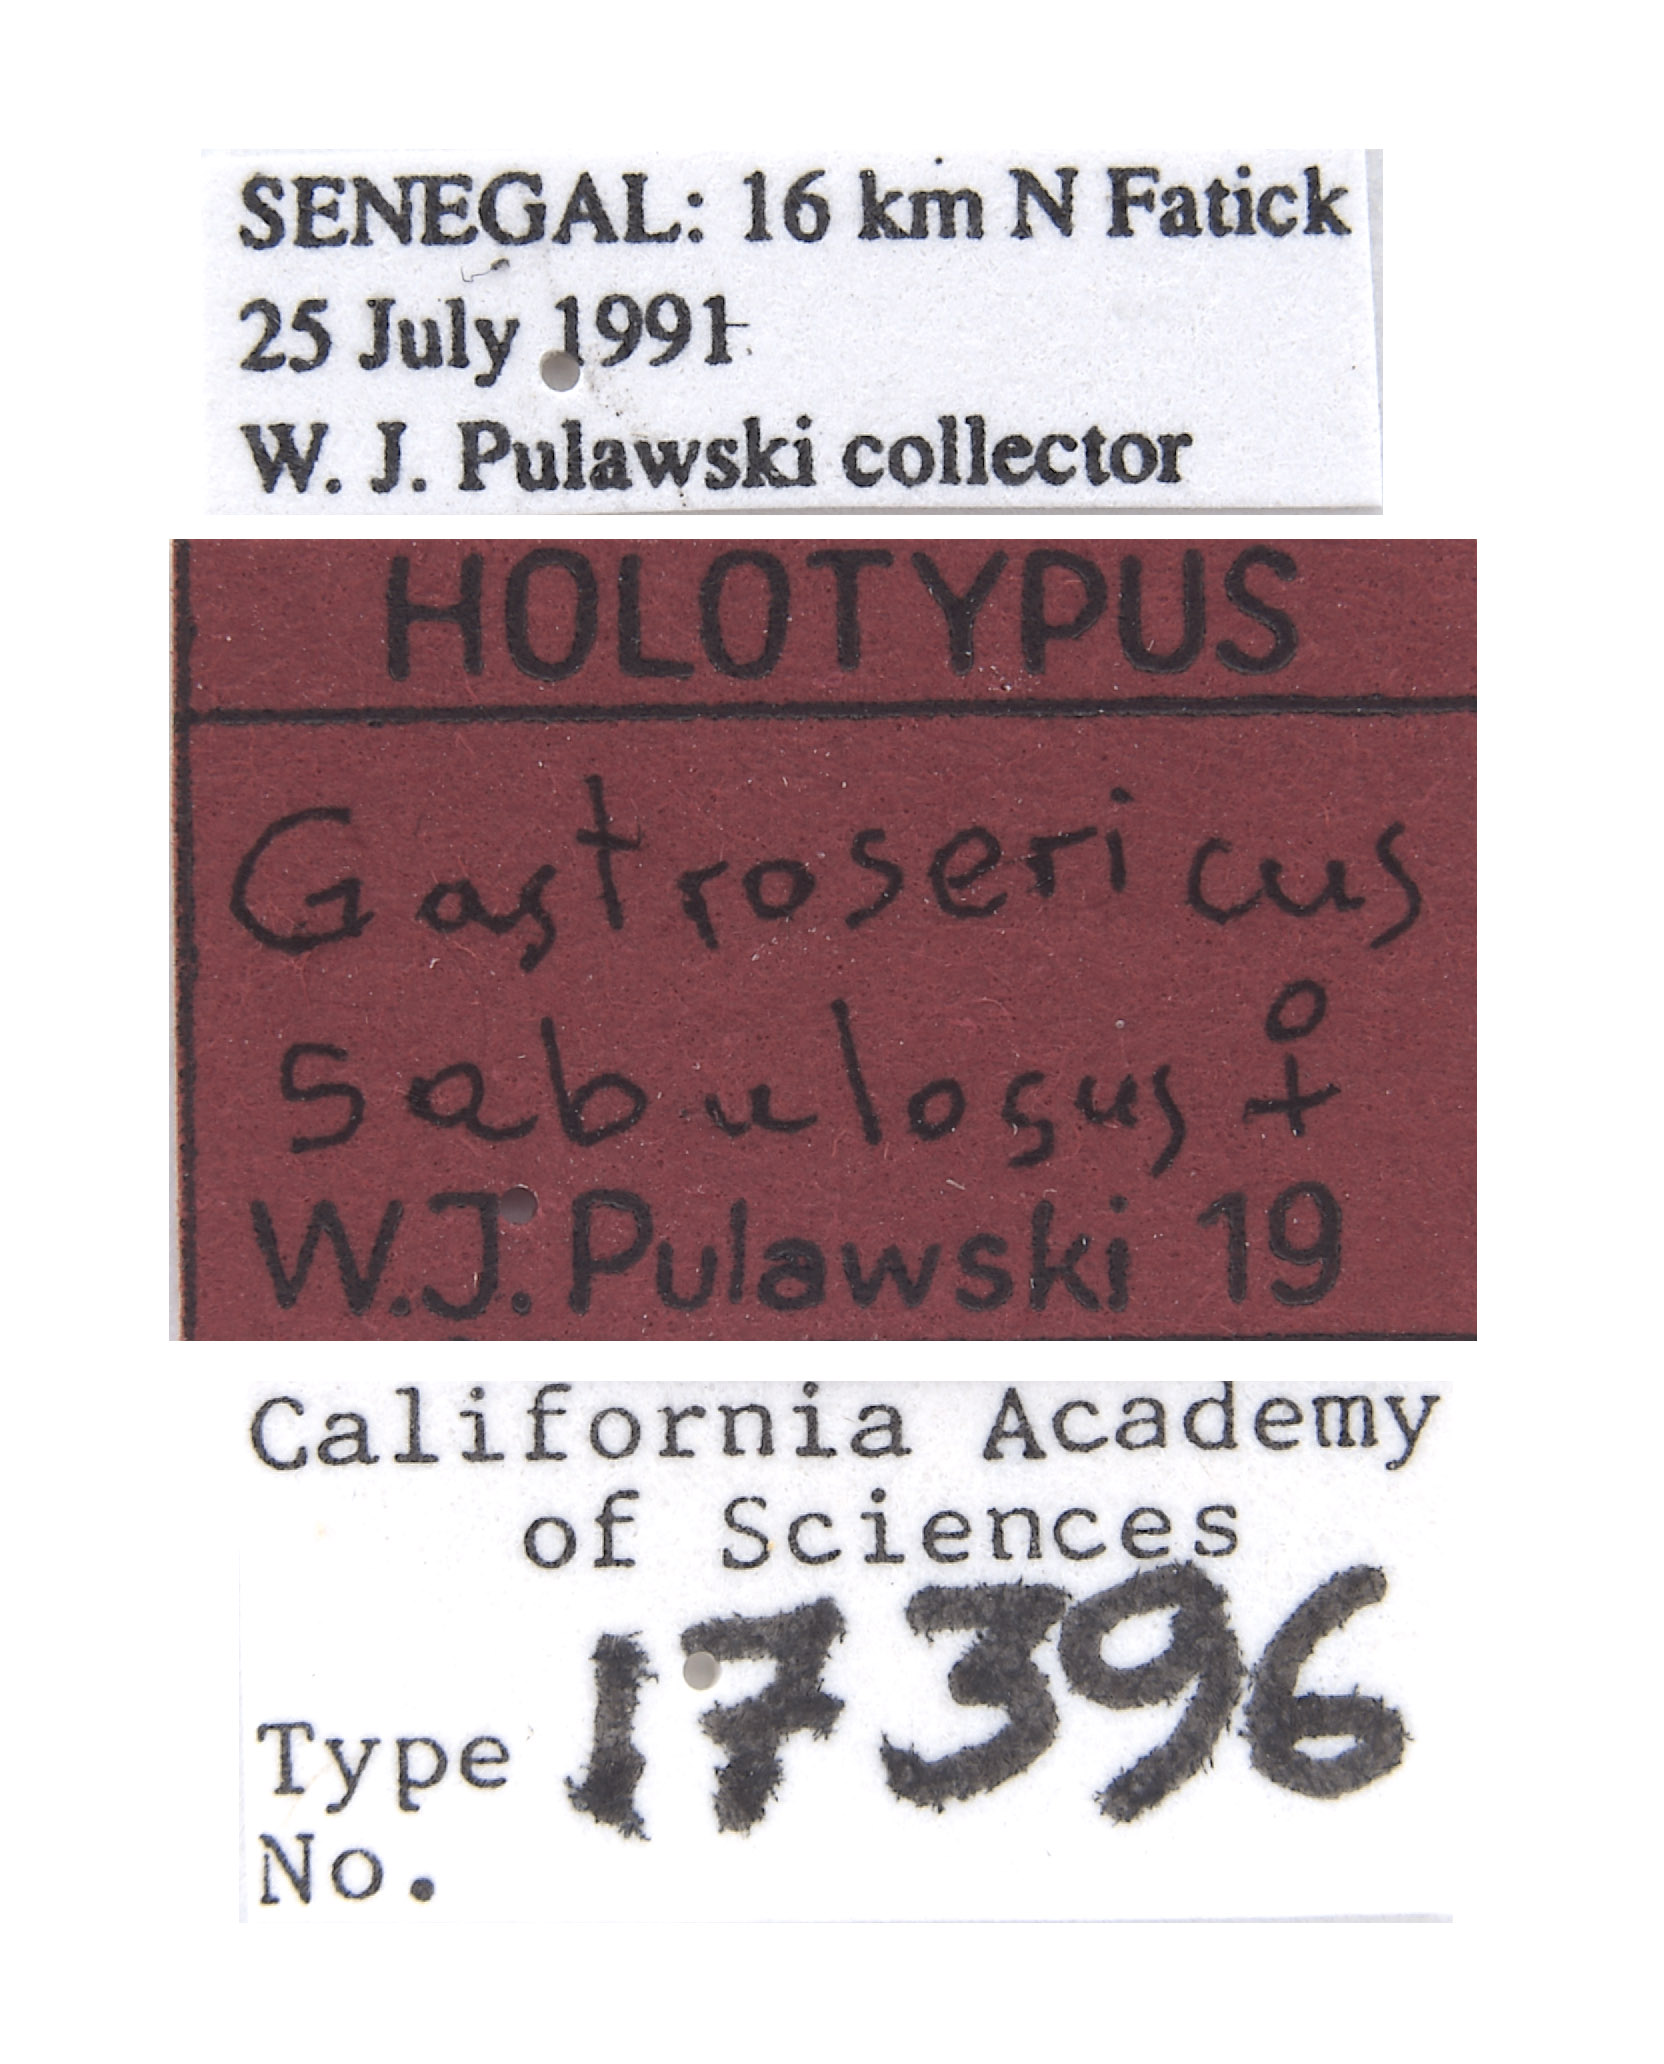 SENEGAL: 16 km N Fatick
25 July 1991
W. J. Pulawski collector
HOLOTYPUS
Gastrosericus
sabulosus ♀
W.J. Pulawski 19
California Academy
of Sciences
17396
Type
No.